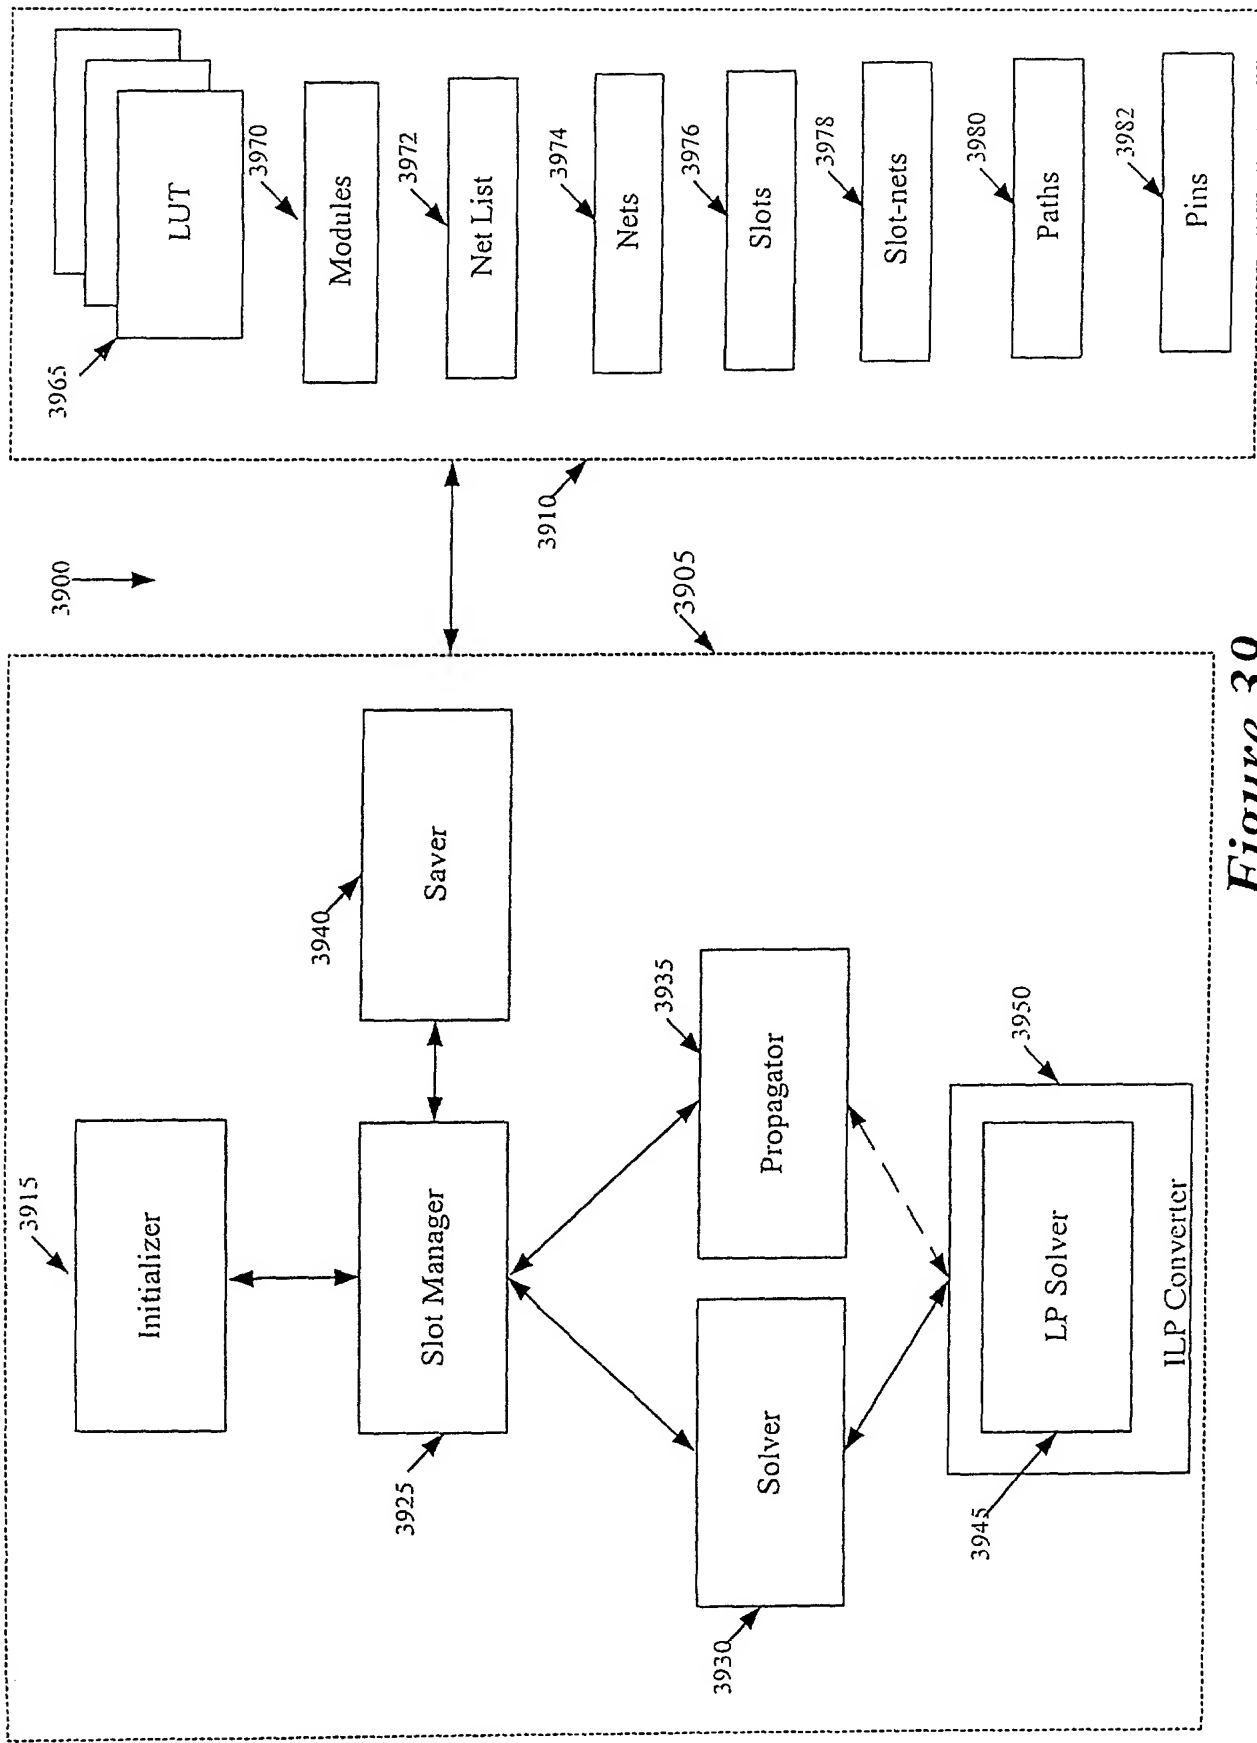 3900
3905
3910
3915
Initializer
3925
Slot Manager
3940
Saver
3930
Solver
3935
Propagator
3945
LP Solver
3950
ILP Converter
3965
LUT
3970
Modules
3972
Net List
3974
Nets
3976
Slots
3978
Slot-nets
3980
Paths
3982
Pins
Figure 39